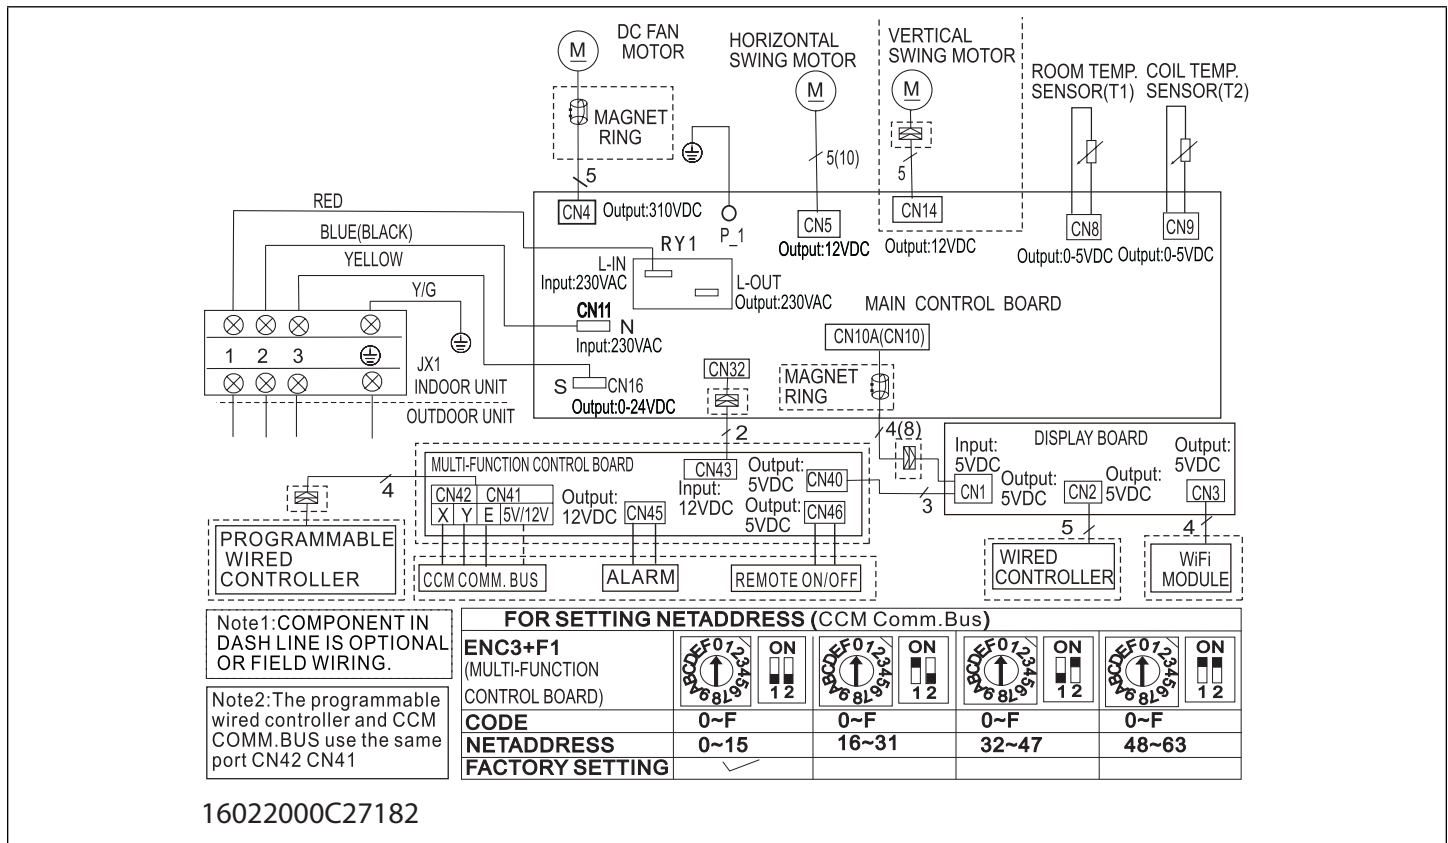 DC FAN
MOTOR
M
MAGNET
RING
5
HORIZONTAL
SWING MOTOR
M
5(10)
VERTICAL
SWING MOTOR
M
5
ROOM TEMP.
SENSOR(T1)
COIL TEMP.
SENSOR(T2)
RED
BLUE(BLACK)
YELLOW
Y/G
CN4
Output:310VDC
P_1
CN5
Output:12VDC
CN14
Output:12VDC
CN8
Output:0-5VDC
CN9
Output:0-5VDC
RY1
L-IN
Input:230VAC
L-OUT
Output:230VAC
CN11
N
Input:230VAC
MAIN CONTROL BOARD
CN10A(CN10)
S
CN16
Output:0-24VDC
CN32
MAGNET
RING
1 2 3
JX1
INDOOR UNIT
OUTDOOR UNIT
2
4(8)
MULTI-FUNCTION CONTROL BOARD
CN42 CN41
X Y E 5V/12V
Output:
12VDC
CN45
CN43
Input:
12VDC
Output:
5VDC
CN40
Output:
5VDC
CN46
3
DISPLAY BOARD
Input:
5VDC
CN1
Output:
5VDC
CN2
Output:
5VDC
Output:
5VDC
CN3
4
5
4
PROGRAMMABLE
WIRED
CONTROLLER
CCM COMM. BUS
ALARM
REMOTE ON/OFF
WIRED
CONTROLLER
WiFi
MODULE
Note1:COMPONENT IN
DASH LINE IS OPTIONAL
OR FIELD WIRING.
Note2:The programmable
wired controller and CCM
COMM.BUS use the same
port CN42 CN41
FOR SETTING NETADDRESS (CCM Comm.Bus)
ENC3+F1
(MULTI-FUNCTION
CONTROL BOARD)
0123456789ABCDEF
ON
1 2
0123456789ABCDEF
ON
1 2
0123456789ABCDEF
ON
1 2
0123456789ABCDEF
ON
1 2
CODE 0~F 0~F 0~F 0~F
NETADDRESS 0~15 16~31 32~47 48~63
FACTORY SETTING
16022000C27182